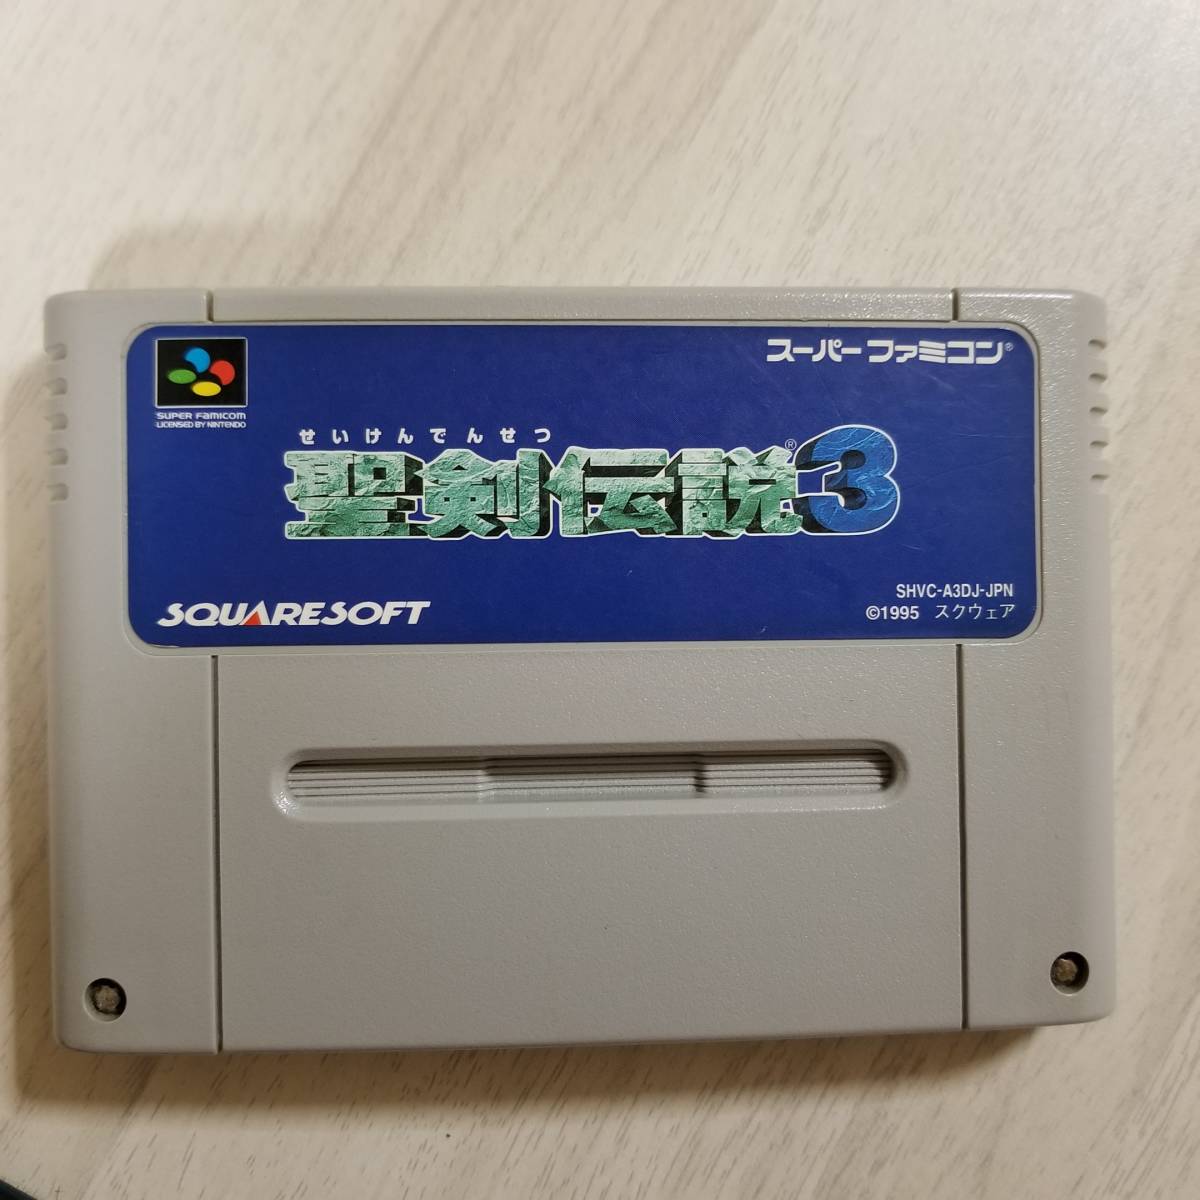 スーパーファミコン®
SUPER FAMICOM
LICENSED BY NINTENDO
せいけんでんせつ
聖剣伝説®3
SQUARESOFT
SHVC-A3DJ-JPN
©1995 スクウェア